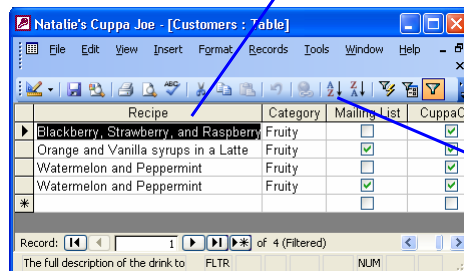 Natalie's Cuppa Joe - [Customers : Table]
File Edit View Insert Format Records Tools Window Help
Recipe Category Mailing List CuppaC
Blackberry, Strawberry, and Raspberry Fruity
Orange and Vanilla syrups in a Latte Fruity
Watermelon and Peppermint Fruity
Watermelon and Peppermint Fruity
Record: 1 of 4 (Filtered)
The full description of the drink to FLTR NUM